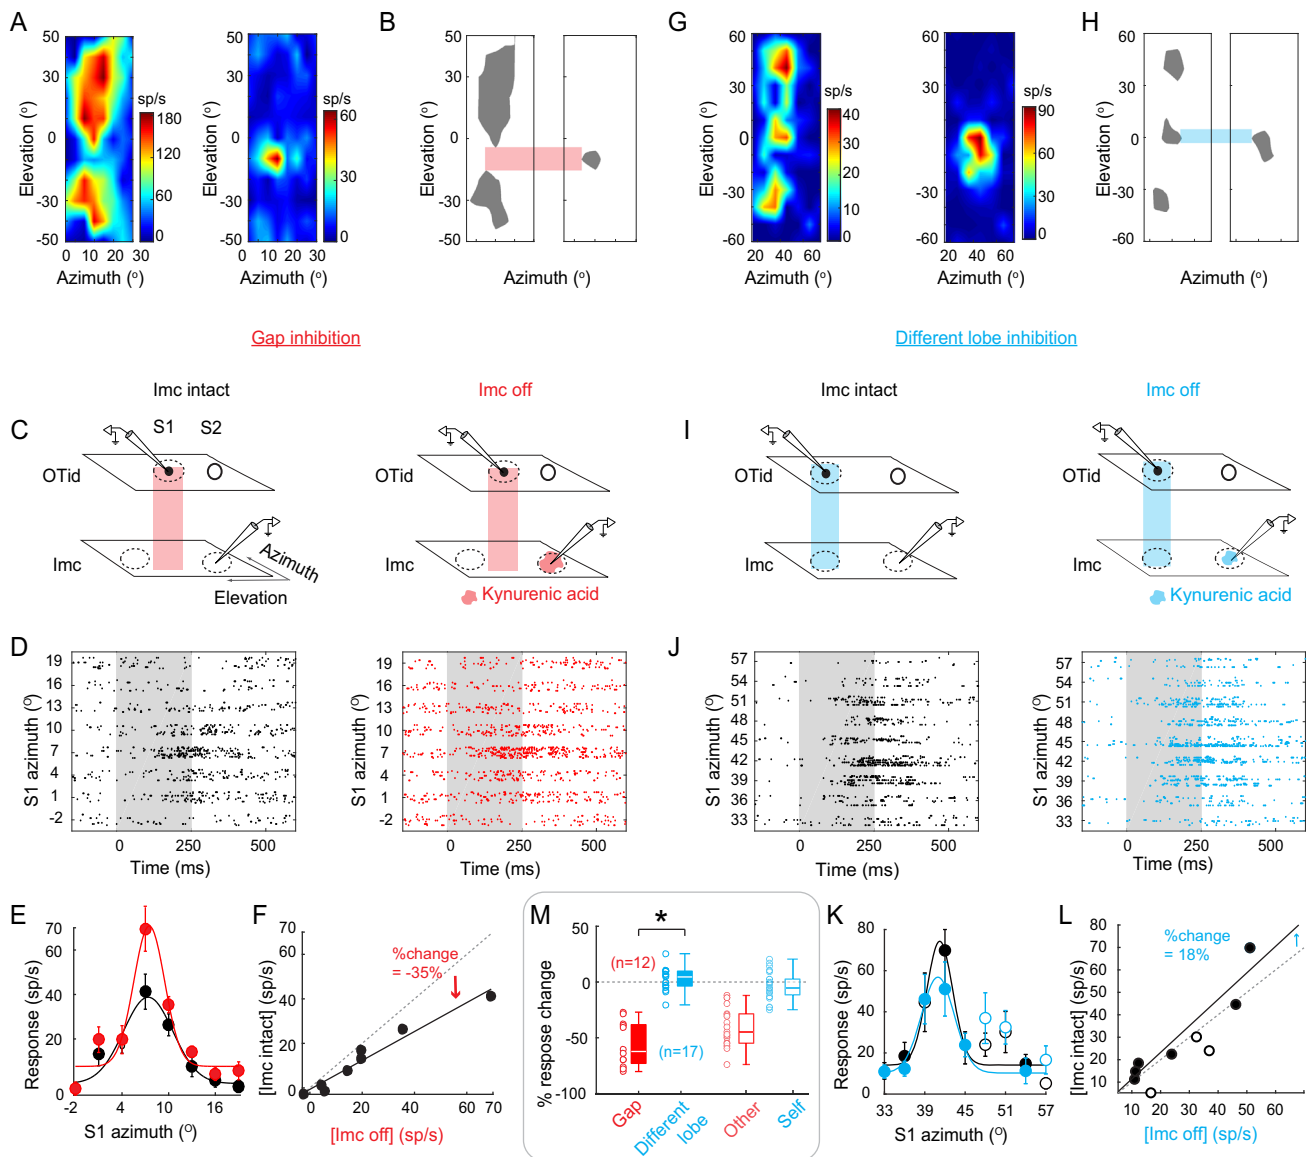 A
50
30
0
-30
-50
Elevation (º)
0 10 20 30
Azimuth (º)
sp/s
180
120
60
0
50
30
0
-30
-50
0 10 20 30
Azimuth (º)
sp/s
60
40
20
0
B
50
30
0
-30
-50
Elevation (º)
Azimuth (º)
G
60
30
0
-30
-60
Elevation (º)
20 40 60
Azimuth (º)
sp/s
40
30
20
10
0
60
30
0
-30
-60
20 40 60
Azimuth (º)
sp/s
90
60
30
0
H
60
30
0
-30
-60
Elevation (º)
Azimuth (º)
Gap inhibition
Different lobe inhibition
Imc intact
Imc off
Imc intact
Imc off
C
S1 S2
OTid
Imc
Azimuth
Elevation
Kynurenic acid
I
OTid
Imc
Kynurenic acid
D
S1 azimuth (º)
19
16
13
10
7
4
1
-2
0 250 500
Time (ms)
19
16
13
10
7
4
1
-2
0 250 500
Time (ms)
J
S1 azimuth (º)
57
54
51
48
45
42
39
36
33
0 250 500
Time (ms)
57
54
51
48
45
42
39
36
33
0 250 500
Time (ms)
E
Response (sp/s)
80
70
60
40
20
0
-2 4 10 16
S1 azimuth (º)
F
[Imc intact] (sp/s)
70
60
40
20
0
%change
= -35%
0 20 40 70
[Imc off] (sp/s)
M
% respose change
50
0
-50
-100
*
(n=12)
(n=17)
Gap
Different
lobe
Other
Self
K
Response (sp/s)
80
60
40
20
0
33 39 45 51 57
S1 azimuth (º)
L
[Imc intact] (sp/s)
80
70
60
50
40
30
20
10
%change
= 18%
10 20 30 40 50 60
[Imc off] (sp/s)